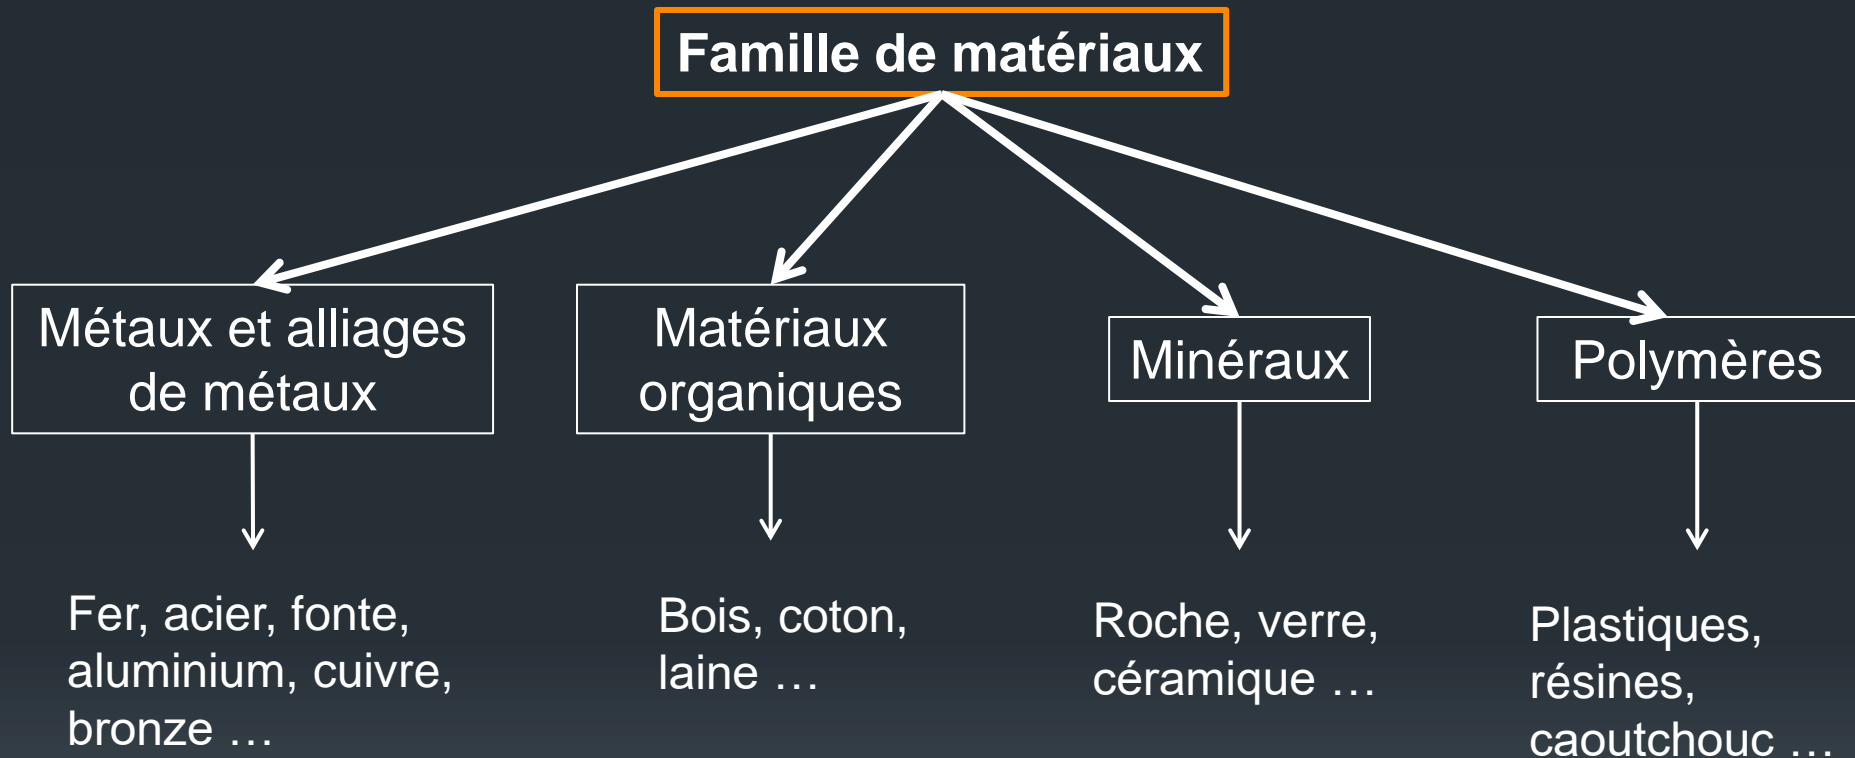 Famille de matériaux
Métaux et alliages
de métaux
Matériaux
organiques
Minéraux
Polymères
Fer, acier, fonte,
aluminium, cuivre,
bronze …
Bois, coton,
laine …
Roche, verre,
céramique …
Plastiques,
résines,
caoutchouc …